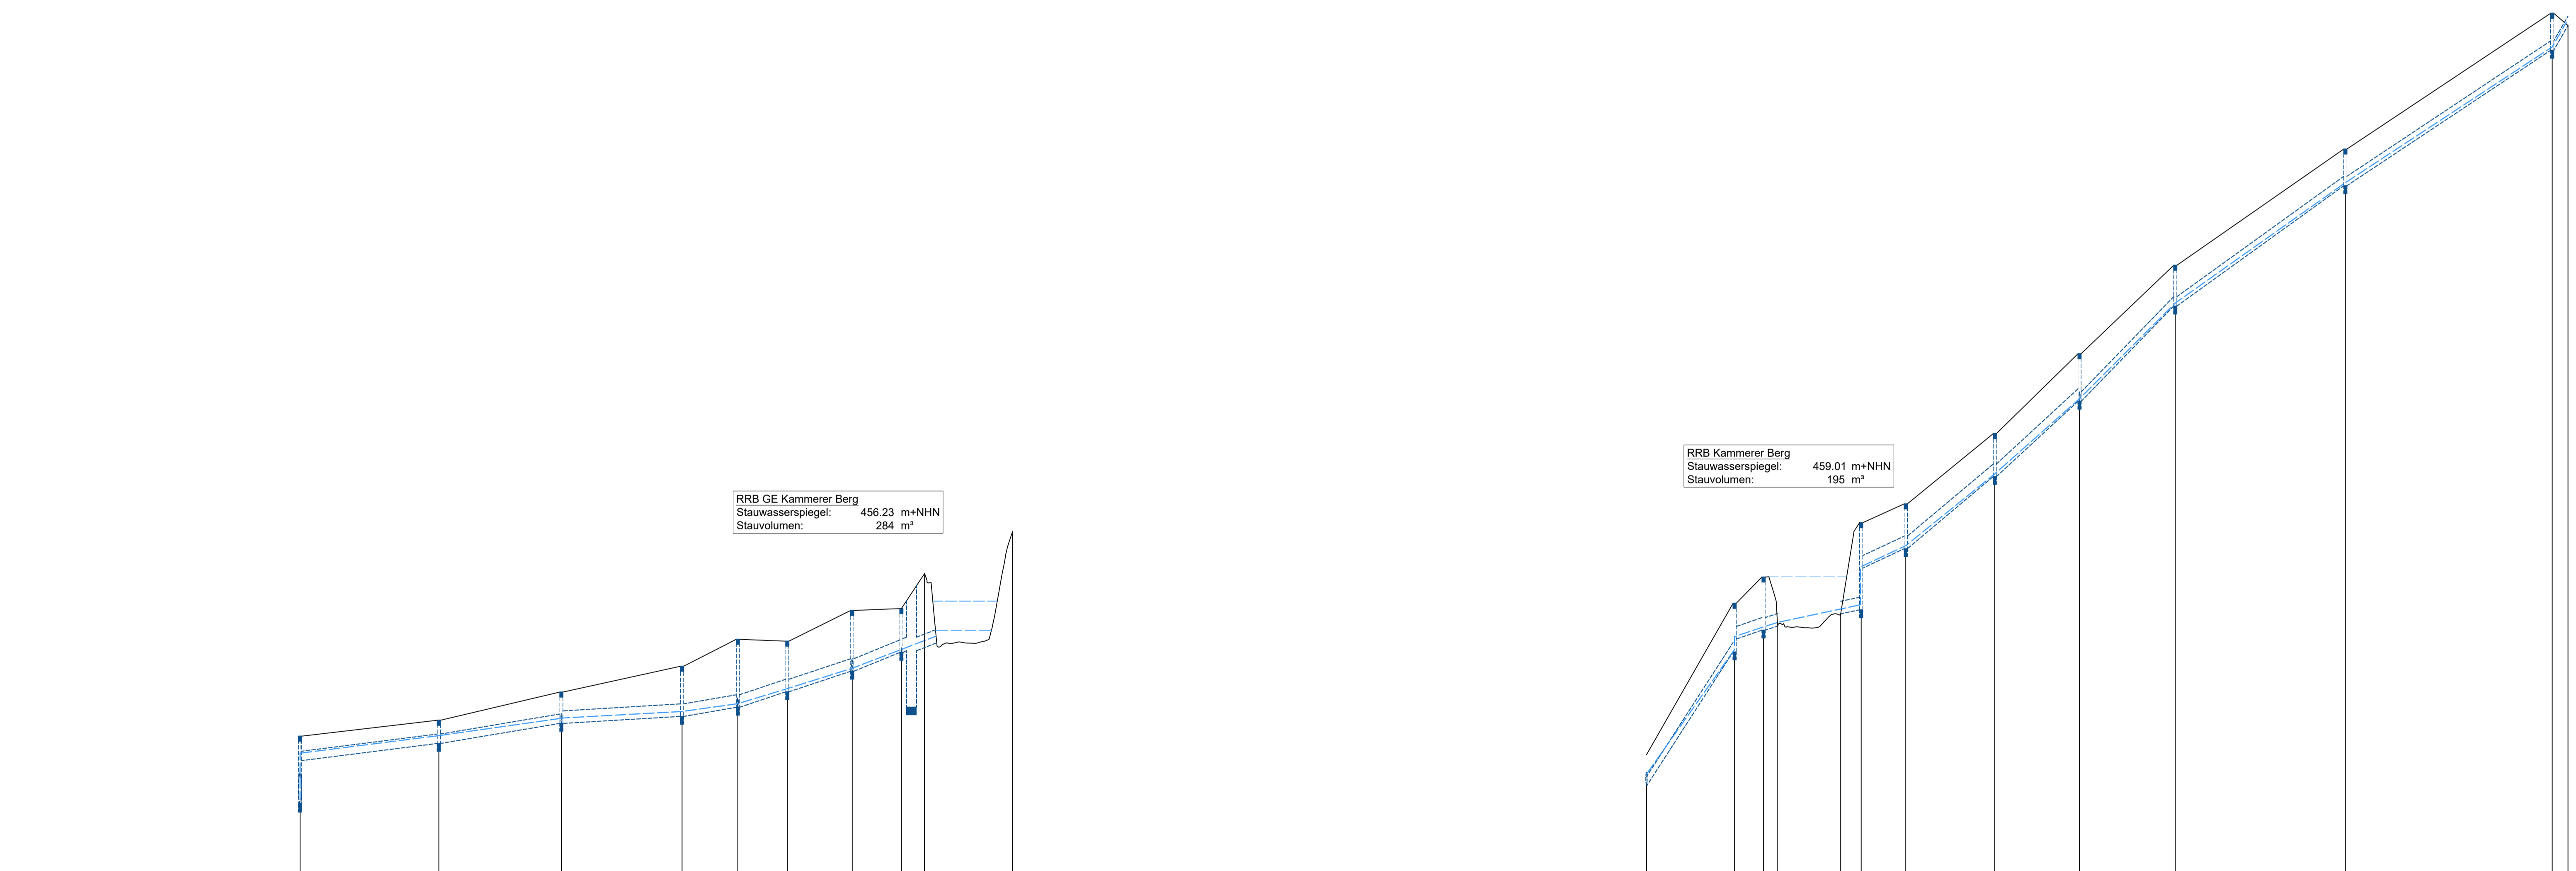 RRB Kammerer Berg
Stauwasserspiegel: 459.01 m+NHN
Stauvolumen: 195 m³
RRB GE Kammerer Berg
Stauwasserspiegel: 456.23 m+NHN
Stauvolumen: 284 m³